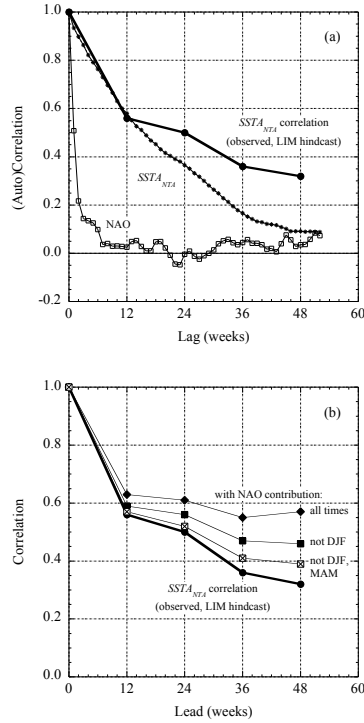 1.0
(a)
0.8
SSTA_NTA correlation
(observed, LIM hindcast)
0.6
SSTA_NTA
0.4
NAO
0.2
0.0
-0.2
(Auto)Correlation
0 12 24 36 48 60
Lag (weeks)
1.0
(b)
0.8
with NAO contribution:
all times
0.6
not DJF
not DJF,
MAM
0.4
SSTA_NTA correlation
(observed, LIM hindcast)
0.2
0.0
Correlation
0 12 24 36 48 60
Lead (weeks)